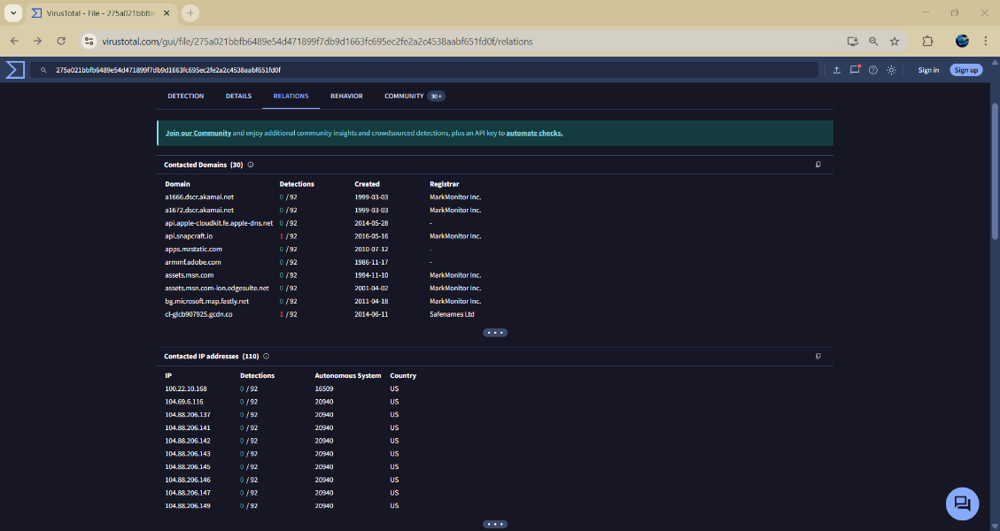 VirusTotal - File - 275a021bbfb
virustotal.com/gui/file/275a021bbfb6489e54d471899f7db9d1663fc695ec2fe2a2c4538aabf651fd0f/relations
275a021bbfb6489e54d471899f7db9d1663fc695ec2fe2a2c4538aabf651fd0f
Sign in
Sign up
DETECTION DETAILS RELATIONS BEHAVIOR COMMUNITY 30+
Join our Community and enjoy additional community insights and crowdsourced detections, plus an API key to automate checks.
Contacted Domains (30)
Domain Detections Created Registrar
a1666.dscr.akamai.net 0 / 92 1999-03-03 MarkMonitor Inc.
a1672.dscr.akamai.net 0 / 92 1999-03-03 MarkMonitor Inc.
api.apple-cloudkit.fe.apple-dns.net 0 / 92 2014-05-28 -
api.snapcraft.io 1 / 92 2016-05-16 MarkMonitor Inc.
apps.mzstatic.com 0 / 92 2010-07-12 -
armmf.adobe.com 0 / 92 1986-11-17 -
assets.msn.com 0 / 92 1994-11-10 MarkMonitor Inc.
assets.msn.com-ion.edgesuite.net 0 / 92 2001-04-02 MarkMonitor Inc.
bg.microsoft.map.fastly.net 0 / 92 2011-04-18 MarkMonitor Inc.
cl-glcb907925.gcdn.co 1 / 92 2014-06-11 Safenames Ltd
Contacted IP addresses (110)
IP Detections Autonomous System Country
100.22.10.168 0 / 92 16509 US
104.69.6.116 0 / 92 20940 US
104.88.206.137 0 / 92 20940 US
104.88.206.141 0 / 92 20940 US
104.88.206.142 0 / 92 20940 US
104.88.206.143 0 / 92 20940 US
104.88.206.145 0 / 92 20940 US
104.88.206.146 0 / 92 20940 US
104.88.206.147 0 / 92 20940 US
104.88.206.149 0 / 92 20940 US